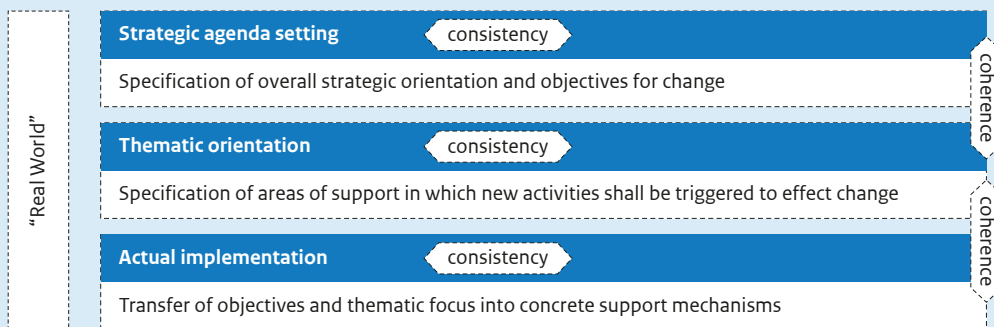 “Real World”
Strategic agenda setting
consistency
Specification of overall strategic orientation and objectives for change
coherence
Thematic orientation
consistency
Specification of areas of support in which new activities shall be triggered to effect change
coherence
Actual implementation
consistency
Transfer of objectives and thematic focus into concrete support mechanisms